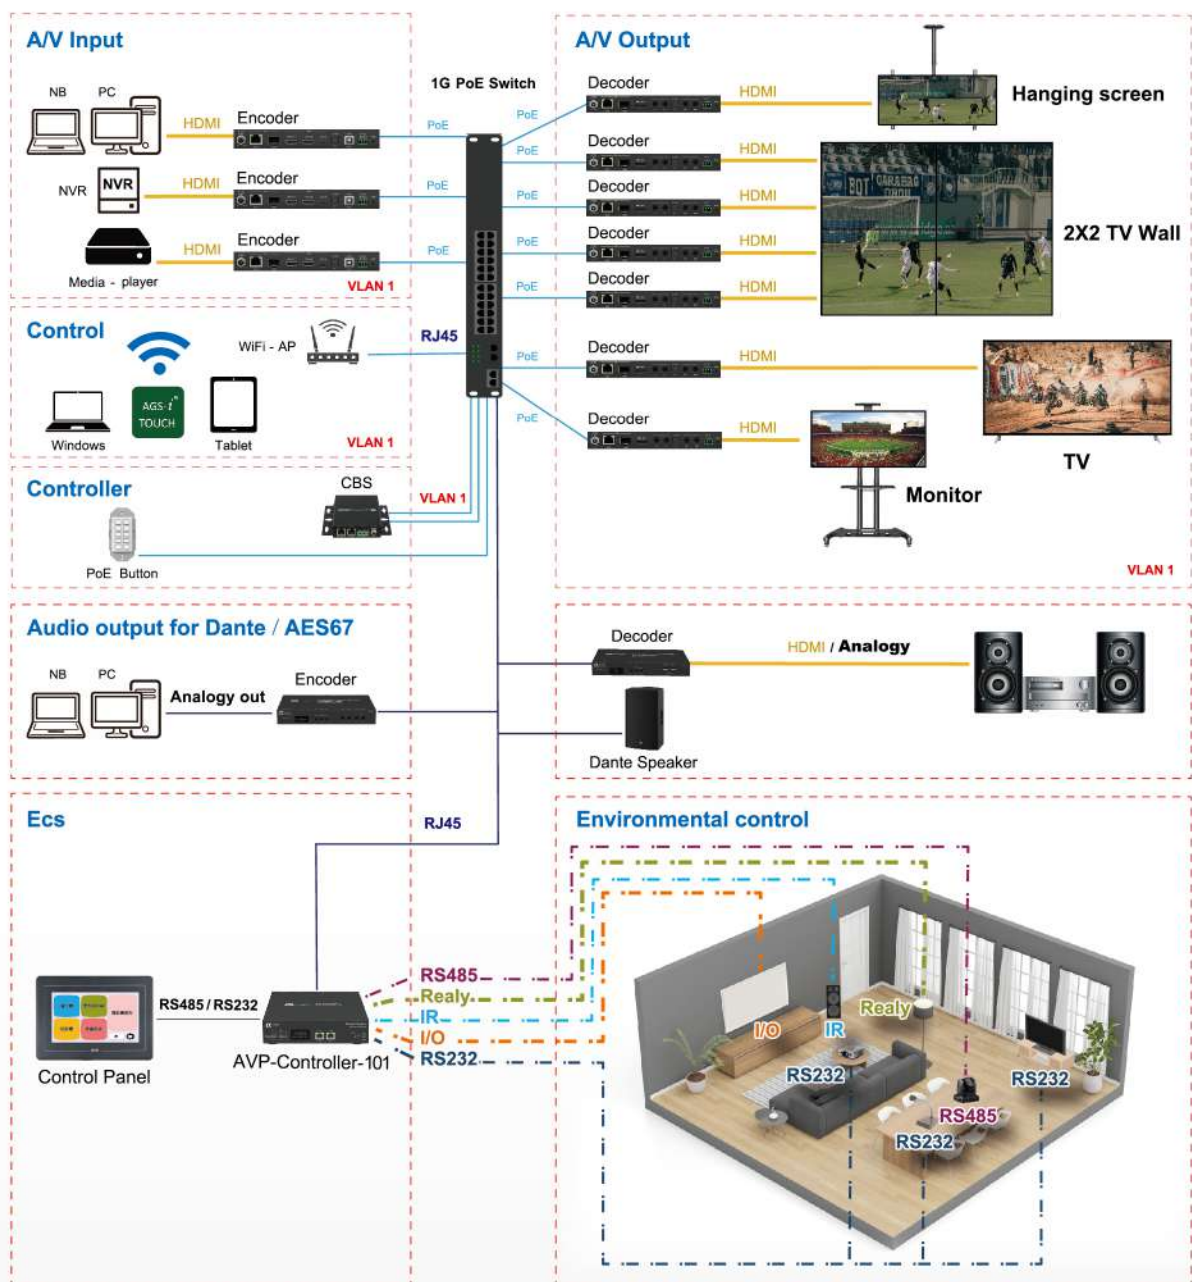 A/V Input
NB
PC
HDMI
Encoder
PoE
NVR
NVR
HDMI
Encoder
PoE
HDMI
Encoder
PoE
Media - player
VLAN 1
1G PoE Switch
A/V Output
PoE
Decoder
HDMI
Hanging screen
PoE
Decoder
PoE
Decoder
HDMI
PoE
Decoder
HDMI
PoE
Decoder
HDMI
HDMI
BOT
2X2 TV Wall
PoE
Decoder
HDMI
TV
PoE
Decoder
HDMI
Monitor
VLAN 1
Control
WiFi - AP
RJ45
AGS-i
TOUCH
Windows
Tablet
VLAN 1
Controller
CBS
VLAN 1
PoE Button
Audio output for Dante / AES67
NB
PC
Analogy out
Encoder
Decoder
HDMI / Analogy
Dante Speaker
Ecs
RJ45
RS485 / RS232
Control Panel
AVP-Controller-101
RS485
Realy
IR
I/O
RS232
Environmental control
I/O
IR
Realy
RS232
RS232
RS485
RS232